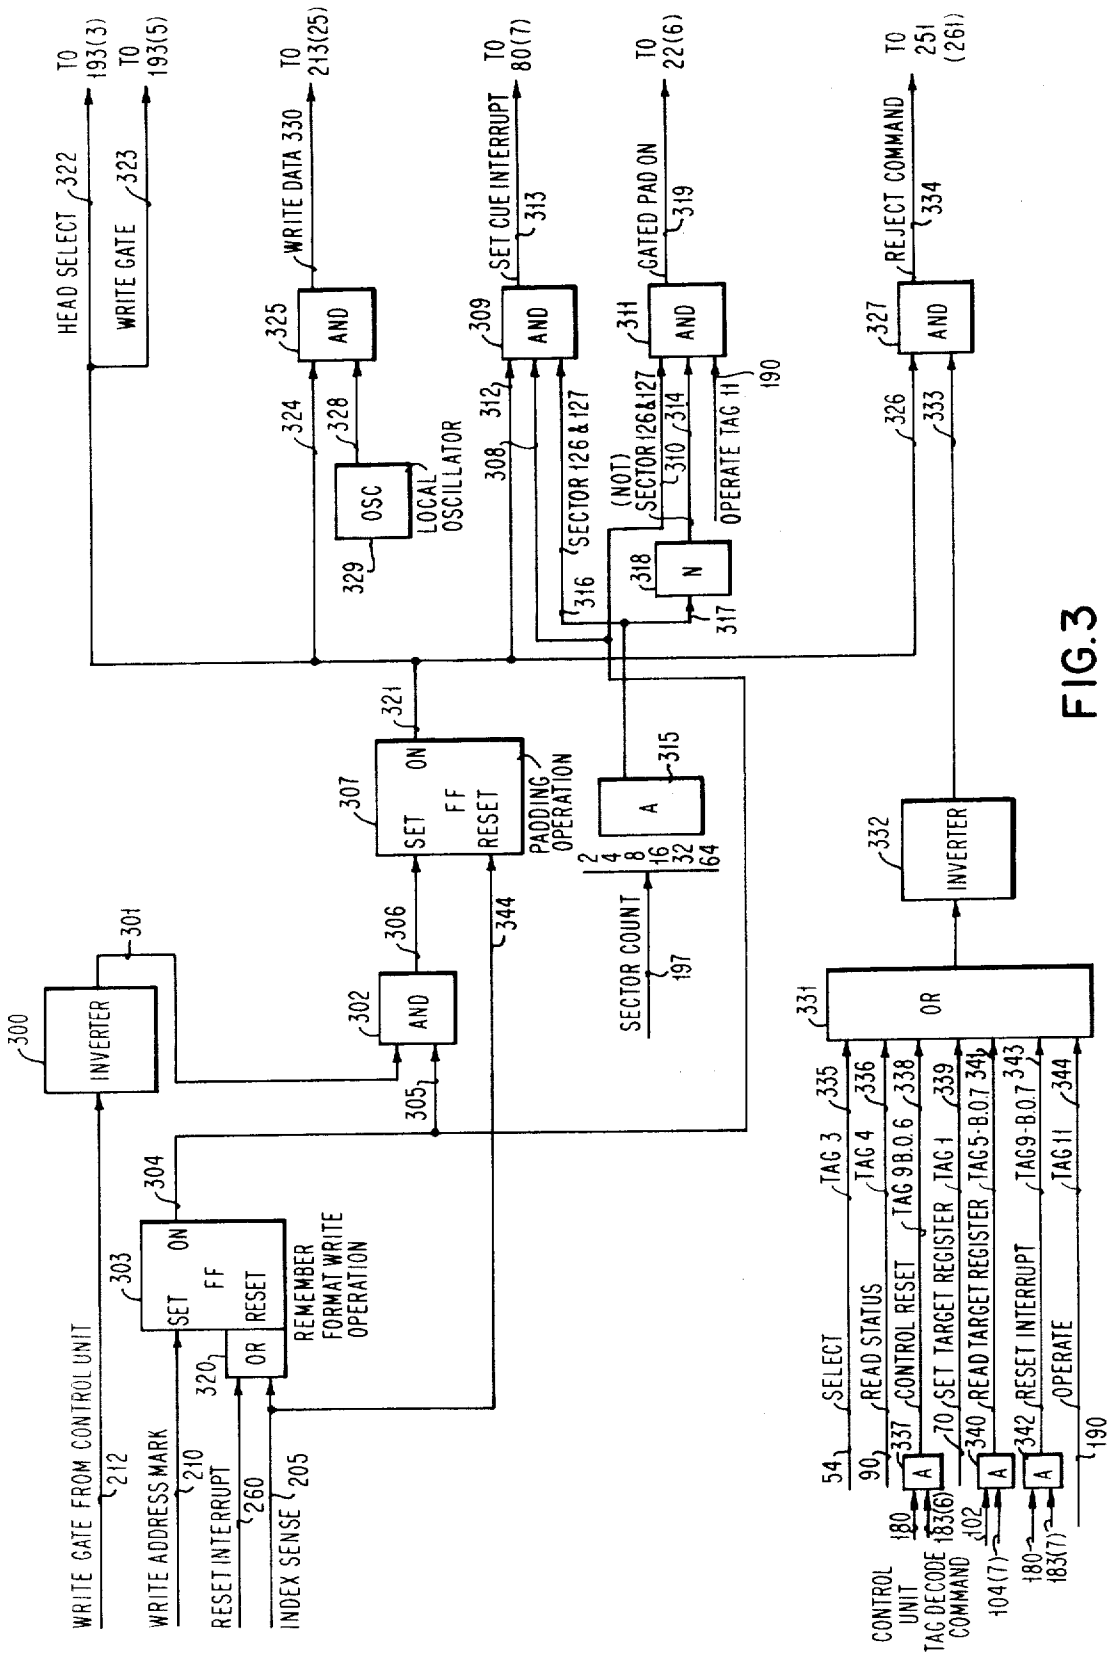 WRITE GATE FROM CONTROL UNIT
212
WRITE ADDRESS MARK
210
RESET INTERRUPT
260
INDEX SENSE
205
300
INVERTER
301
303
SET
ON
FF
RESET
320
OR
REMEMBER
FORMAT WRITE
OPERATION
304
305
302
AND
306
344
307
SET
ON
FF
RESET
PADDING
OPERATION
321
SECTOR COUNT
197
2
4
8
16
32
64
A
315
HEAD SELECT
322
TO
193(3)
WRITE GATE
323
TO
193(5)
324
325
AND
WRITE DATA 330
TO
213(25)
328
OSC
329
LOCAL
OSCILLATOR
312
308
309
AND
SET CUE INTERRUPT
313
TO
80(7)
SECTOR 126 & 127
316
317
318
N
(NOT)
SECTOR 126 & 127
310
314
OPERATE TAG 11
190
311
AND
GATED PAD ON
319
TO
22(6)
326
333
327
AND
REJECT COMMAND
334
TO
251
(261)
54
SELECT
TAG 3
335
90
READ STATUS
TAG 4
336
337
A
CONTROL RESET
TAG 9 B.O. 6
338
70
SET TARGET REGISTER
TAG 1
339
340
A
READ TARGET REGISTER
TAG 5-B.O.7
341
342
A
RESET INTERRUPT
TAG 9-B.O.7
343
OPERATE
TAG 11
344
190
CONTROL
UNIT
TAG DECODE
COMMAND
180
183(6)
102
104(7)
180
183(7)
331
OR
332
INVERTER
FIG. 3